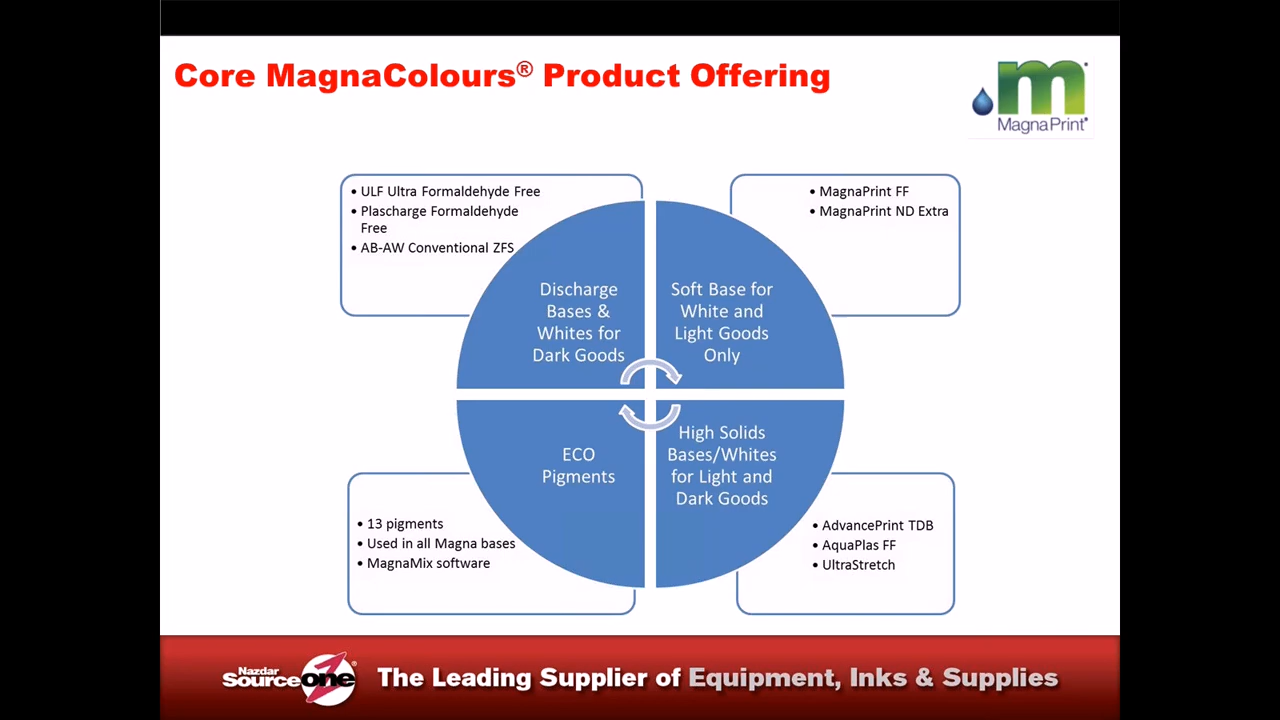 Core MagnaColours® Product Offering
m
MagnaPrint®
• ULF Ultra Formaldehyde Free
• Plascharge Formaldehyde
Free
• AB-AW Conventional ZFS
• MagnaPrint FF
• MagnaPrint ND Extra
Discharge
Bases &
Whites for
Dark Goods
Soft Base for
White and
Light Goods
Only
ECO
Pigments
High Solids
Bases/Whites
for Light and
Dark Goods
• 13 pigments
• Used in all Magna bases
• MagnaMix software
• AdvancePrint TDB
• AquaPlas FF
• UltraStretch
Nazdar
Sourceone®
The Leading Supplier of Equipment, Inks & Supplies